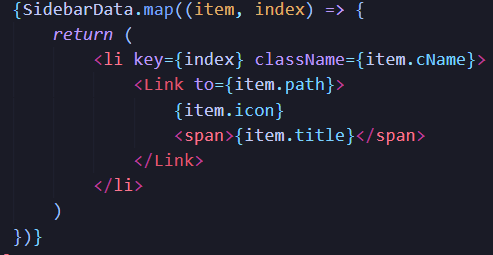 {SidebarData.map((item, index) => {
    return (
        <li key={index} className={item.cName}>
            <Link to={item.path}>
                {item.icon}
                <span>{item.title}</span>
            </Link>
        </li>
    )
})}